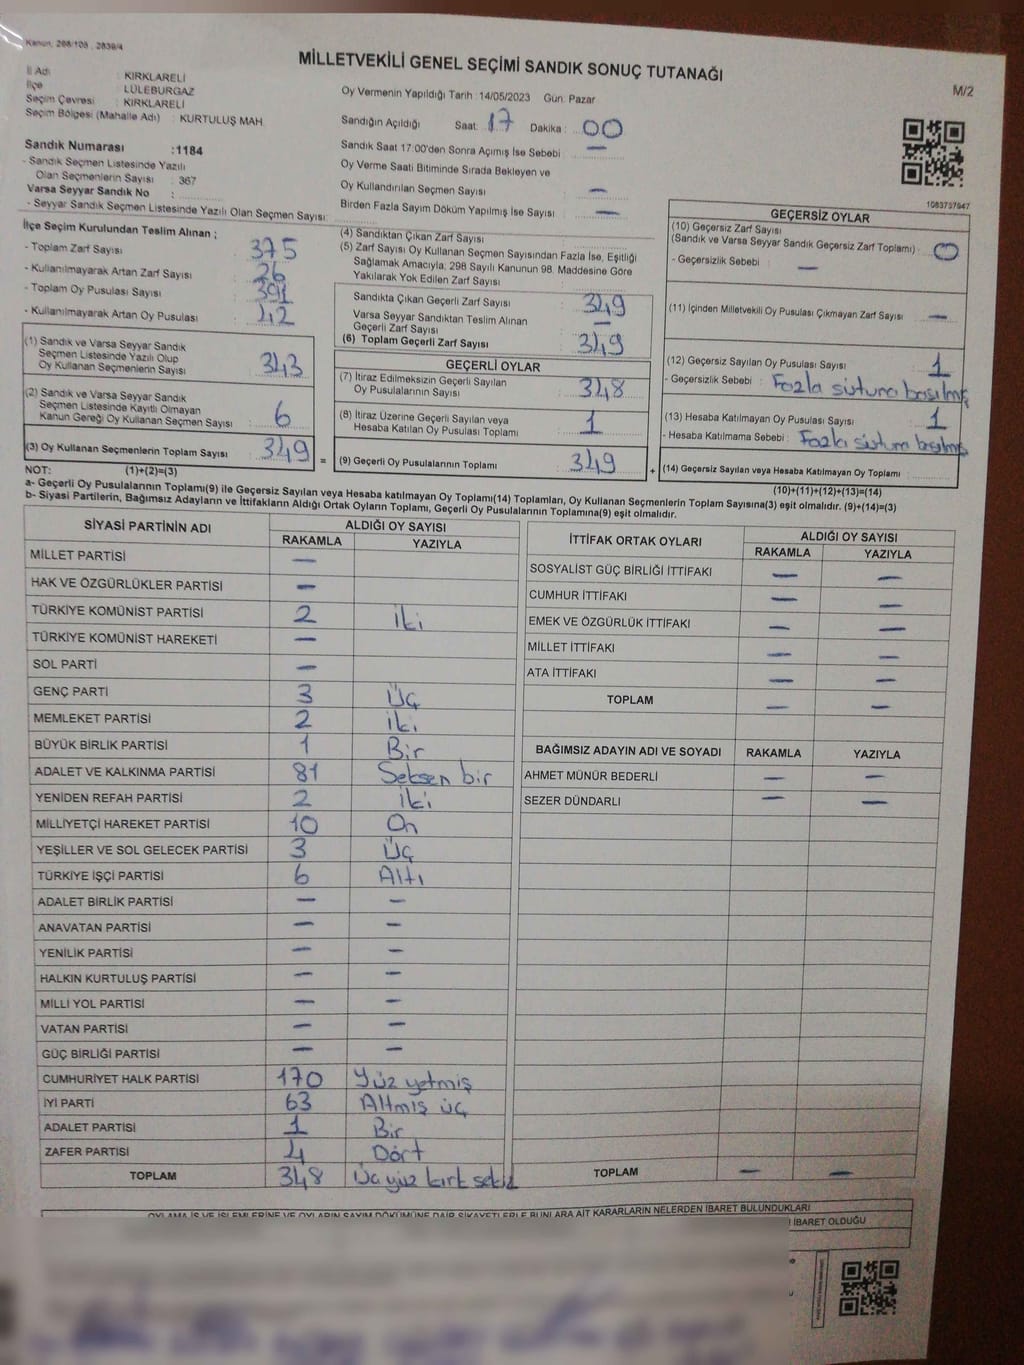 Kanun, 298/105 , 2839/4
MİLLETVEKİLİ GENEL SEÇİMİ SANDIK SONUÇ TUTANAĞI
M/2
İl Adı : KIRKLARELİ
İlçe : LÜLEBURGAZ
Seçim Çevresi : KIRKLARELİ
Seçim Bölgesi (Mahalle Adı) : KURTULUŞ MAH.
Sandık Numarası :1184
- Sandık Seçmen Listesinde Yazılı
Olan Seçmenlerin Sayısı : 367
Varsa Seyyar Sandık No :
- Seyyar Sandık Seçmen Listesinde Yazılı Olan Seçmen Sayısı:
Oy Vermenin Yapıldığı Tarih :14/05/2023 Gün: Pazar
Sandığın Açıldığı Saat: 17 Dakika : 00
Sandık Saat 17:00'den Sonra Açılmış İse Sebebi : —
Oy Verme Saati Bitiminde Sırada Bekleyen ve
Oy Kullandırılan Seçmen Sayısı : —
Birden Fazla Sayım Döküm Yapılmış İse Sayısı : —
1083737947
İlçe Seçim Kurulundan Teslim Alınan ;
- Toplam Zarf Sayısı : 375
- Kullanılmayarak Artan Zarf Sayısı : 26
- Toplam Oy Pusulası Sayısı : 391
- Kullanılmayarak Artan Oy Pusulası : 42
(1) Sandık ve Varsa Seyyar Sandık
Seçmen Listesinde Yazılı Olup
Oy Kullanan Seçmenlerin Sayısı : 343
(2) Sandık ve Varsa Seyyar Sandık
Seçmen Listesinde Kayıtlı Olmayan
Kanun Gereği Oy Kullanan Seçmen Sayısı : 6
(3) Oy Kullanan Seçmenlerin Toplam Sayısı : 349 =
(4) Sandıktan Çıkan Zarf Sayısı :
(5) Zarf Sayısı Oy Kullanan Seçmen Sayısından Fazla İse, Eşitliği
Sağlamak Amacıyla, 298 Sayılı Kanunun 98. Maddesine Göre
Yakılarak Yok Edilen Zarf Sayısı :
Sandıkta Çıkan Geçerli Zarf Sayısı : 349
Varsa Seyyar Sandıktan Teslim Alınan
Geçerli Zarf Sayısı : —
(6) Toplam Geçerli Zarf Sayısı : 349
GEÇERLİ OYLAR
(7) İtiraz Edilmeksizin Geçerli Sayılan
Oy Pusulalarının Sayısı : 348
(8) İtiraz Üzerine Geçerli Sayılan veya
Hesaba Katılan Oy Pusulası Toplamı : 1
(9) Geçerli Oy Pusulalarının Toplamı : 349 +
GEÇERSİZ OYLAR
(10) Geçersiz Zarf Sayısı
(Sandık ve Varsa Seyyar Sandık Geçersiz Zarf Toplamı) : 0
- Geçersizlik Sebebi : —
(11) İçinden Milletvekili Oy Pusulası Çıkmayan Zarf Sayısı : —
(12) Geçersiz Sayılan Oy Pusulası Sayısı : 1
- Geçersizlik Sebebi : Fazla sütuna basılmış
(13) Hesaba Katılmayan Oy Pusulası Sayısı : 1
- Hesaba Katılmama Sebebi : Fazla sütuna basılmış
(14) Geçersiz Sayılan veya Hesaba Katılmayan Oy Toplamı :
NOT: (1)+(2)=(3)
(10)+(11)+(12)+(13)=(14)
a- Geçerli Oy Pusulalarının Toplamı(9) ile Geçersiz Sayılan veya Hesaba katılmayan Oy Toplamı(14) Toplamları, Oy Kullanan Seçmenlerin Toplam Sayısına(3) eşit olmalıdır. (9)+(14)=(3)
b- Siyasi Partilerin, Bağımsız Adayların ve İttifakların Aldığı Ortak Oyların Toplamı, Geçerli Oy Pusulalarının Toplamına(9) eşit olmalıdır.
SİYASİ PARTİNİN ADI ALDIĞI OY SAYISI
RAKAMLA YAZIYLA
MİLLET PARTİSİ —
HAK VE ÖZGÜRLÜKLER PARTİSİ —
TÜRKİYE KOMÜNİST PARTİSİ 2 İki
TÜRKİYE KOMÜNİST HAREKETİ —
SOL PARTİ —
GENÇ PARTİ 3 Üç
MEMLEKET PARTİSİ 2 İki
BÜYÜK BİRLİK PARTİSİ 1 Bir
ADALET VE KALKINMA PARTİSİ 81 Seksen bir
YENİDEN REFAH PARTİSİ 2 İki
MİLLİYETÇİ HAREKET PARTİSİ 10 On
YEŞİLLER VE SOL GELECEK PARTİSİ 3 Üç
TÜRKİYE İŞÇİ PARTİSİ 6 Altı
ADALET BİRLİK PARTİSİ — —
ANAVATAN PARTİSİ — —
YENİLİK PARTİSİ — —
HALKIN KURTULUŞ PARTİSİ — —
MİLLİ YOL PARTİSİ — —
VATAN PARTİSİ — —
GÜÇ BİRLİĞİ PARTİSİ — —
CUMHURİYET HALK PARTİSİ 170 Yüz yetmiş
İYİ PARTİ 63 Altmış üç
ADALET PARTİSİ 1 Bir
ZAFER PARTİSİ 4 Dört
TOPLAM 348 Üç yüz kırk sekiz
İTTİFAK ORTAK OYLARI ALDIĞI OY SAYISI
RAKAMLA YAZIYLA
SOSYALİST GÜÇ BİRLİĞİ İTTİFAKI — —
CUMHUR İTTİFAKI — —
EMEK VE ÖZGÜRLÜK İTTİFAKI — —
MİLLET İTTİFAKI — —
ATA İTTİFAKI — —
TOPLAM — —
BAĞIMSIZ ADAYIN ADI VE SOYADI RAKAMLA YAZIYLA
AHMET MÜNÜR BEDERLİ — —
SEZER DÜNDARLI — —
TOPLAM — —
OYLAMA İŞ VE İŞLEMLERİNE VE OYLARIN SAYIM DÖKÜMÜNE DAİR ŞİKAYETLERLE BUNLARA AİT KARARLARIN NELERDEN İBARET BULUNDUKLARI
İBARET OLDUĞU